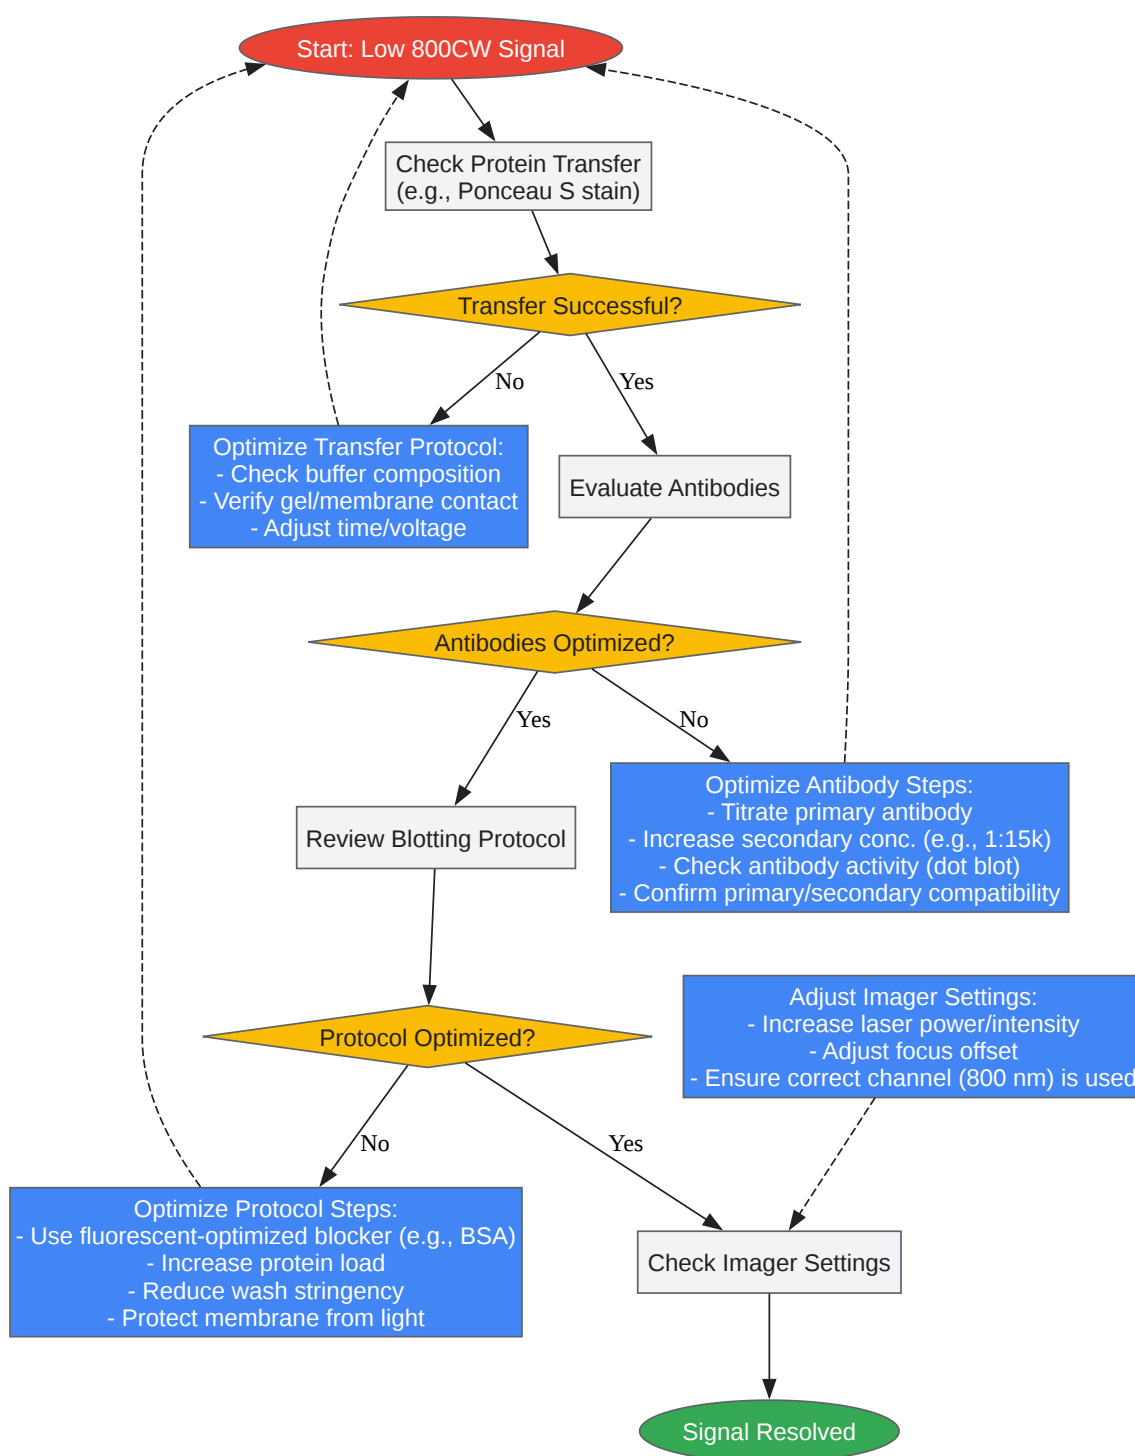 Start: Low 800CW Signal
Check Protein Transfer
(e.g., Ponceau S stain)
Transfer Successful?
No
Yes
Optimize Transfer Protocol:
- Check buffer composition
- Verify gel/membrane contact
- Adjust time/voltage
Evaluate Antibodies
Antibodies Optimized?
Yes
No
Optimize Antibody Steps:
- Titrate primary antibody
- Increase secondary conc. (e.g., 1:15k)
- Check antibody activity (dot blot)
- Confirm primary/secondary compatibility
Review Blotting Protocol
Adjust Imager Settings:
- Increase laser power/intensity
- Adjust focus offset
- Ensure correct channel (800 nm) is used
Protocol Optimized?
No
Yes
Optimize Protocol Steps:
- Use fluorescent-optimized blocker (e.g., BSA)
- Increase protein load
- Reduce wash stringency
- Protect membrane from light
Check Imager Settings
Signal Resolved